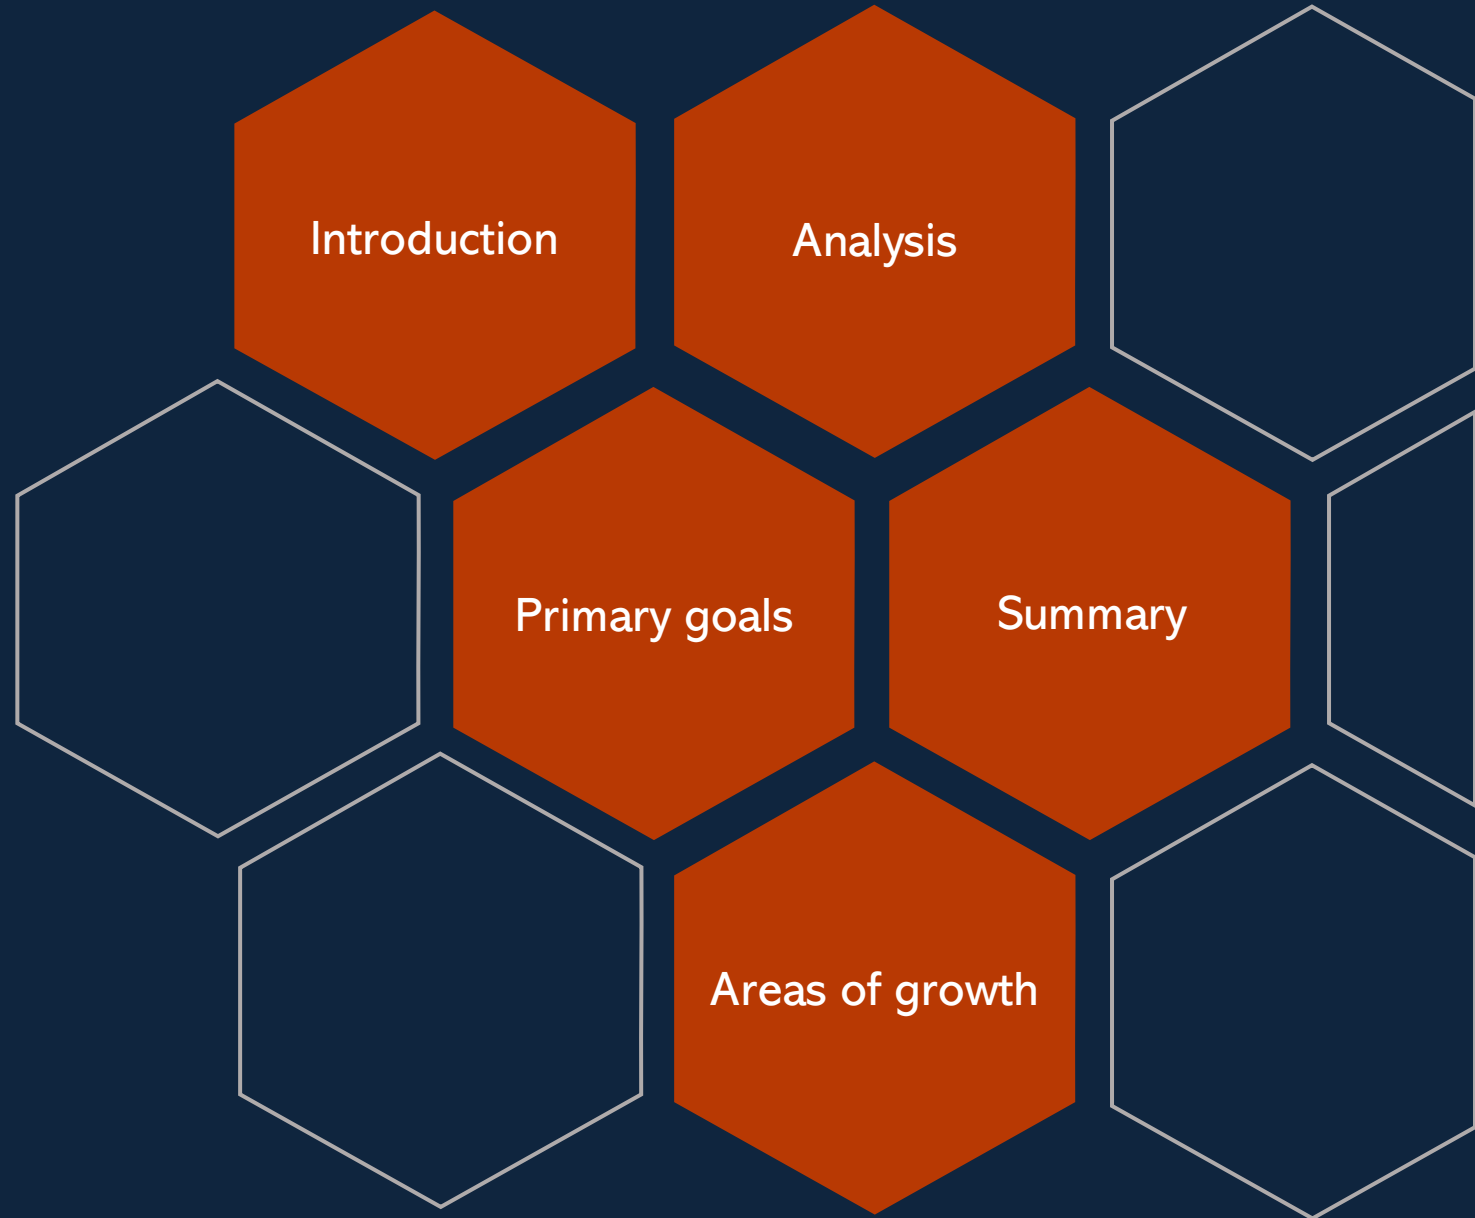 Introduction
Analysis
Primary goals
Summary
Areas of growth